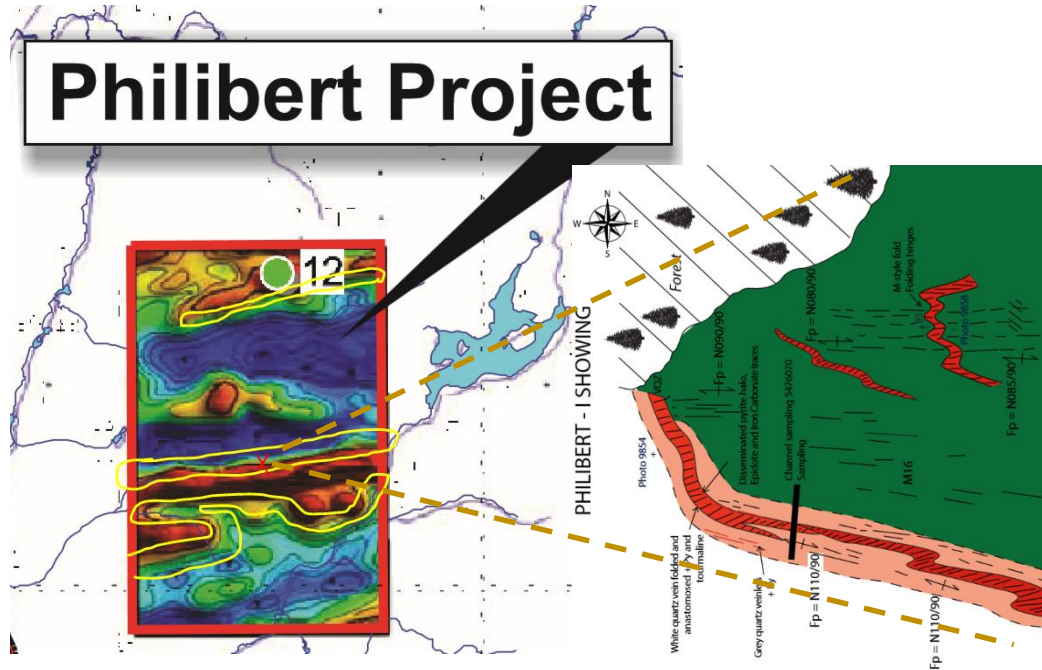 Philibert Project
12
N
W
E
S
Forest
PHILIBERT - I SHOWING
VQZ
Fp = N090/90
Fp = N080/90
M-style fold
Folding hinges
Photo 9858
Fp = N085/90
M16
Photo 9854
Disseminated pyrite halo,
Epidote and Iron Carbonate traces
Channel sampling 5476070
Sampling
White quartz vein folded and
anastomosed + Py and
tourmaline
Grey quartz veinlets
+ Py
Fp = N110/90
Fp = N110/90